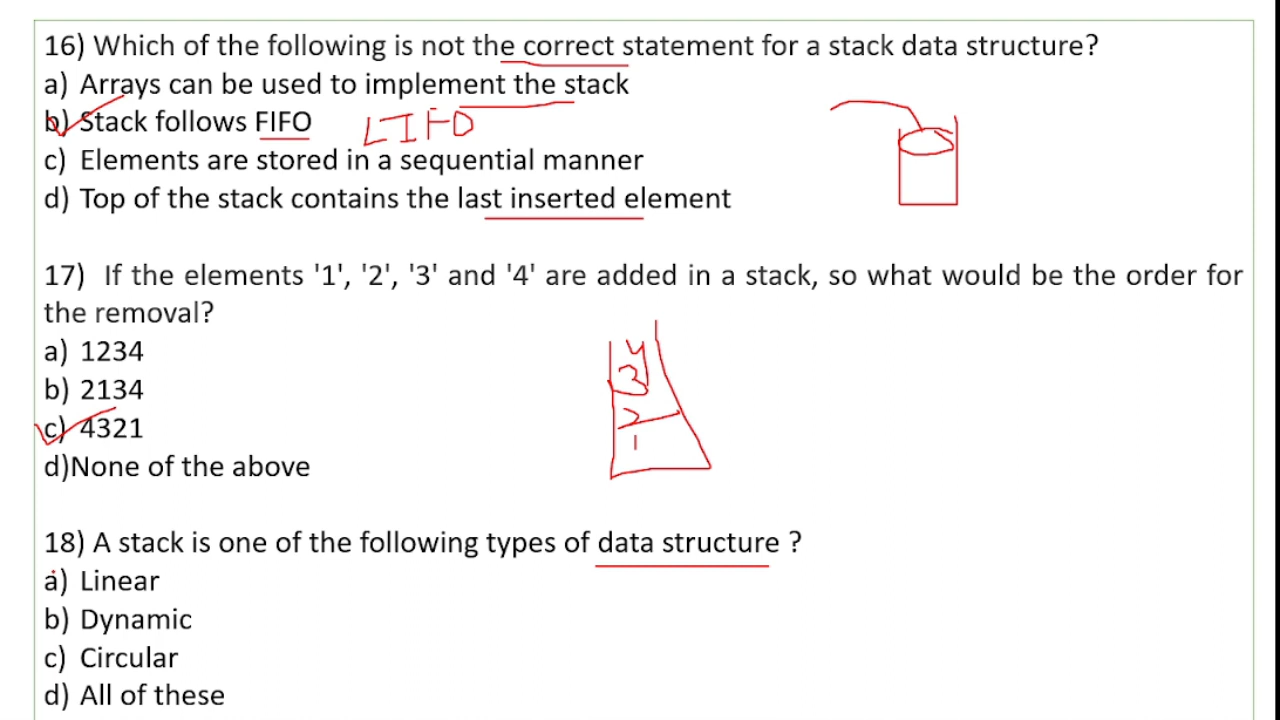 16) Which of the following is not the correct statement for a stack data structure?
a) Arrays can be used to implement the stack
b) Stack follows FIFO LIFO
c) Elements are stored in a sequential manner
d) Top of the stack contains the last inserted element
17) If the elements '1', '2', '3' and '4' are added in a stack, so what would be the order for
the removal?
a) 1234
b) 2134
c) 4321
d)None of the above
4
3
2
1
18) A stack is one of the following types of data structure ?
a) Linear
b) Dynamic
c) Circular
d) All of these